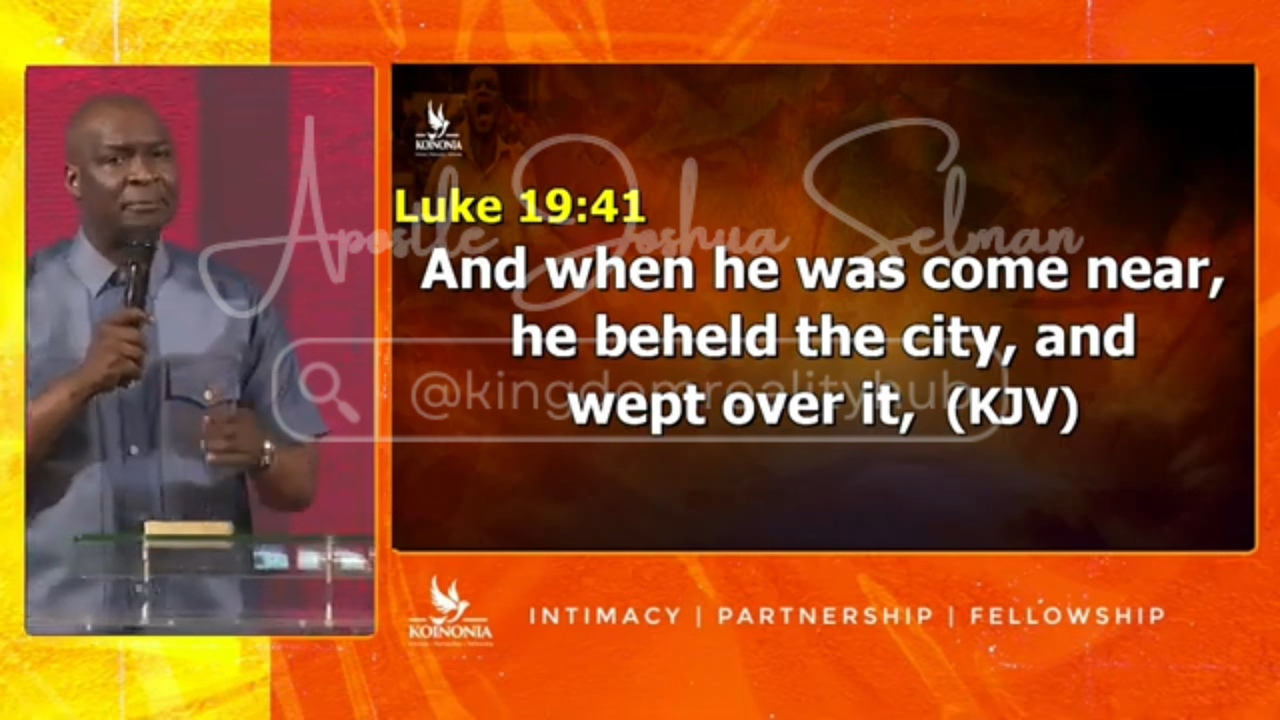 KOINONIA
Luke 19:41
Apostle Joshua Selman
And when he was come near,
he beheld the city, and
@kingdomrealityhub
wept over it, (KJV)
KOINONIA
INTIMACY | PARTNERSHIP | FELLOWSHIP